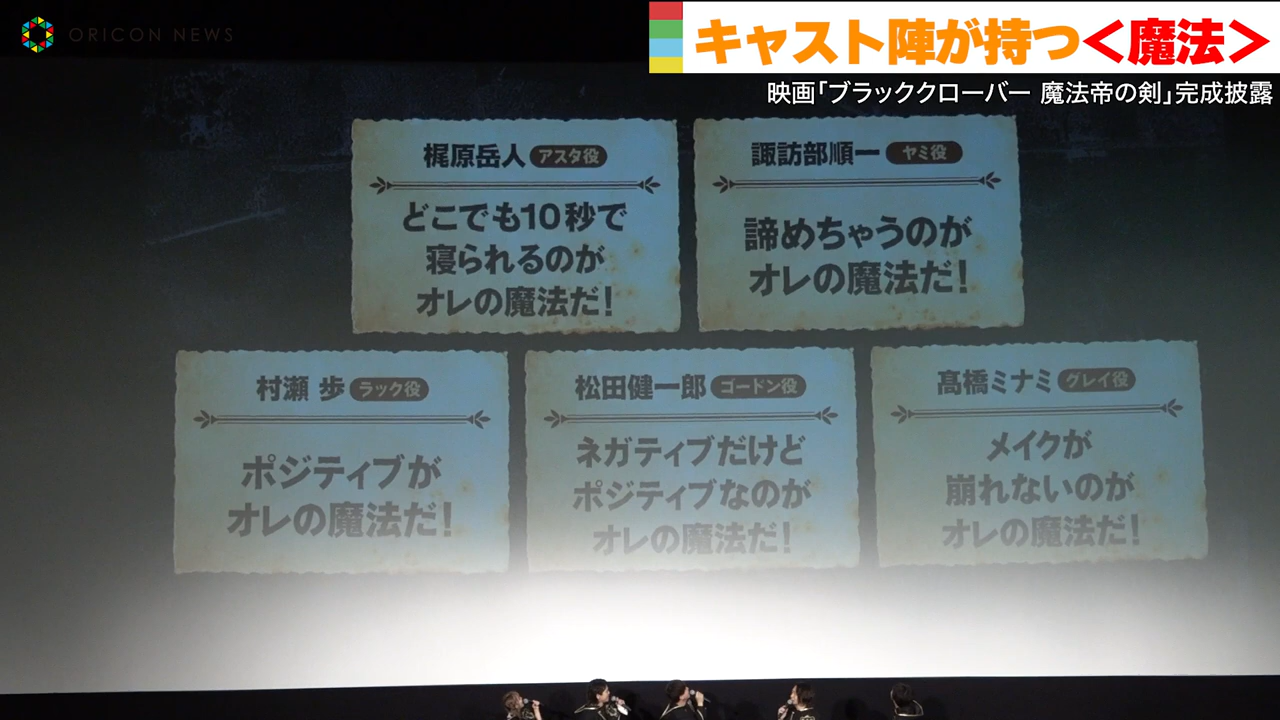 ORICON NEWS
キャスト陣が持つ<魔法>
映画「ブラッククローバー 魔法帝の剣」完成披露
梶原岳人 アスタ役
どこでも10秒で
寝られるのが
オレの魔法だ!
諏訪部順一 ヤミ役
諦めちゃうのが
オレの魔法だ!
村瀬 歩 ラック役
ポジティブが
オレの魔法だ!
松田健一郎 ゴードン役
ネガティブだけど
ポジティブなのが
オレの魔法だ!
髙橋ミナミ グレイ役
メイクが
崩れないのが
オレの魔法だ!